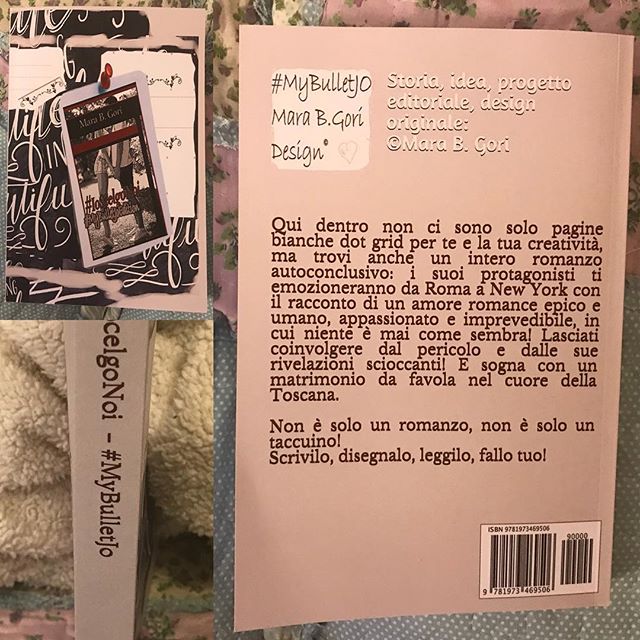 Mara B. Gori
celgoNoi - #MyBulletJo
#MyBulletJO
Mara B.Gori
Design®
Storia, idea, progetto
editoriale, design
originale:
©Mara B. Gori
Qui dentro non ci sono solo pagine
bianche dot grid per te e la tua creatività,
ma trovi anche un intero romanzo
autoconclusivo: i suoi protagonisti ti
emozioneranno da Roma a New York con
il racconto di un amore romance epico e
umano, appassionato e imprevedibile, in
cui niente è mai come sembra! Lasciati
coinvolgere dal pericolo e dalle sue
rivelazioni scioccanti! E sogna con un
matrimonio da favola nel cuore della
Toscana.
Non è solo un romanzo, non è solo un
taccuino!
Scrivilo, disegnalo, leggilo, fallo tuo!
ISBN 9781973469506
90000
9 781973 469506